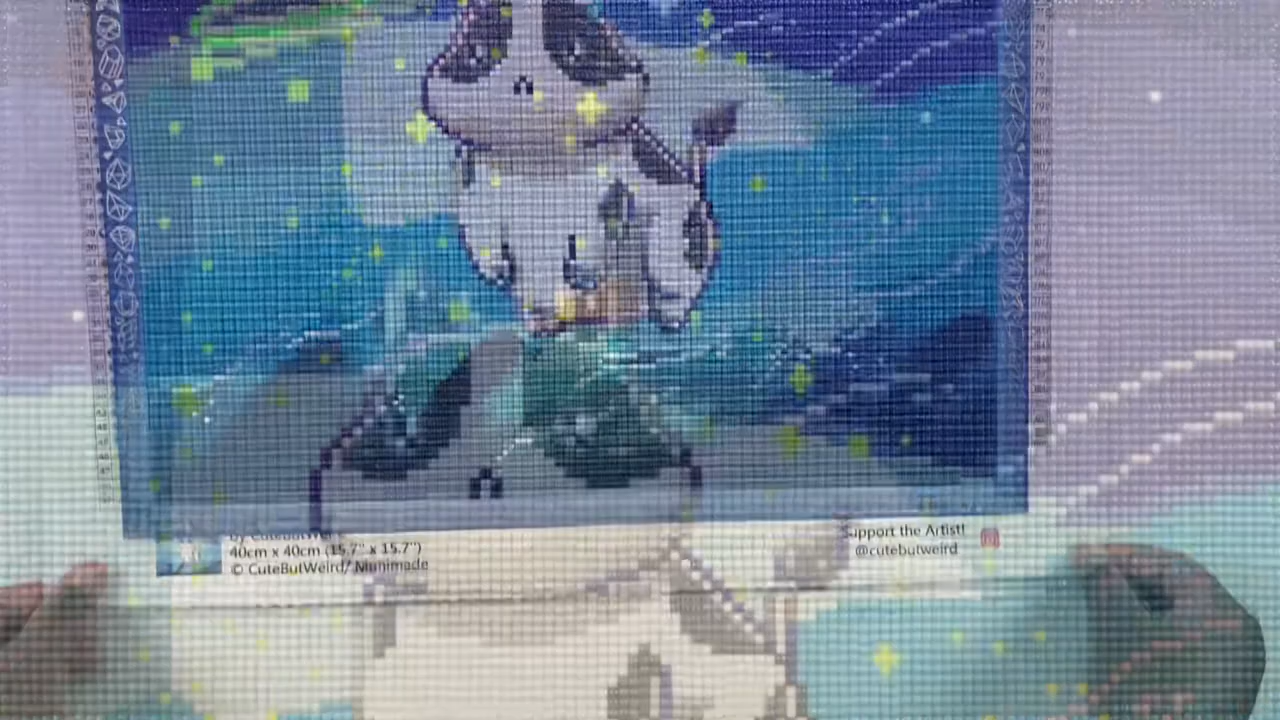 40cm x 40cm (15.7" x 15.7")
© CuteButWeird/ Munimade
Support the Artist!
@cutebutweird